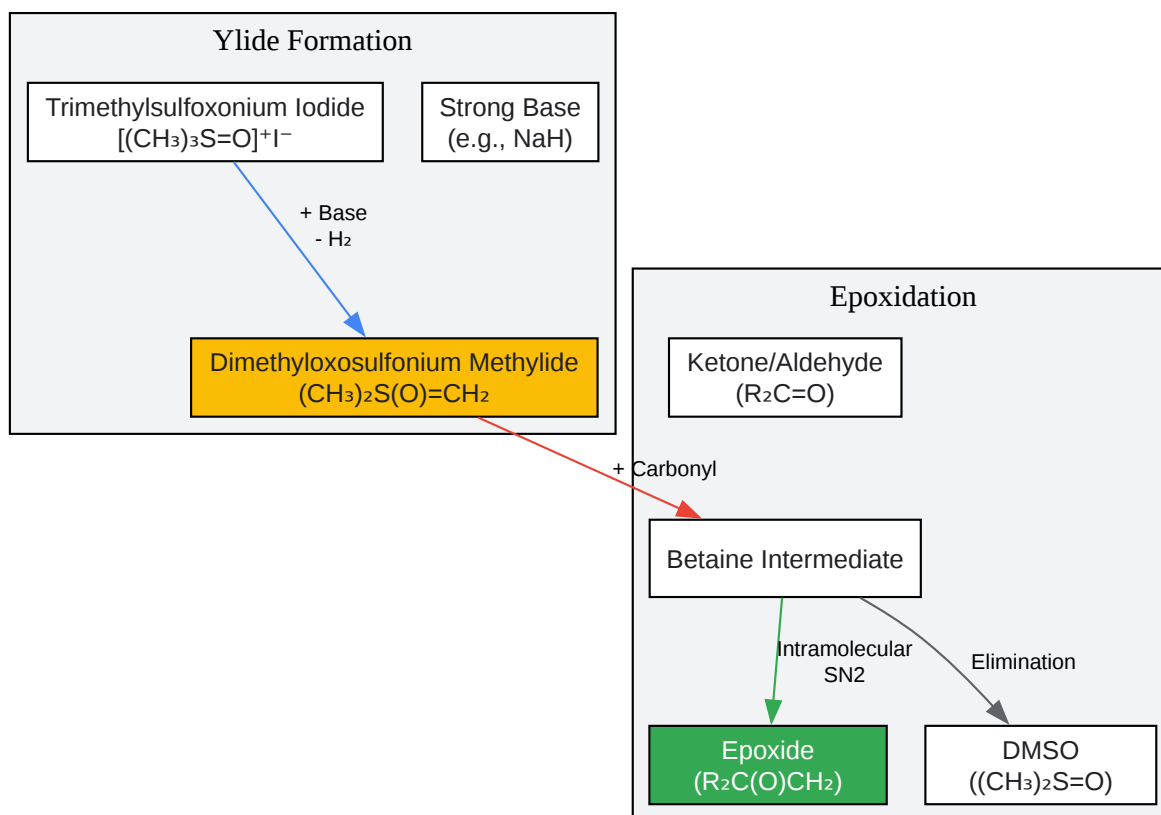 Ylide Formation
Trimethylsulfoxonium Iodide
[(CH₃)₃S=O]⁺I⁻
Strong Base
(e.g., NaH)
+ Base
- H₂
Dimethyloxosulfonium Methylide
(CH₃)₂S(O)=CH₂
Epoxidation
Ketone/Aldehyde
(R₂C=O)
+ Carbonyl
Betaine Intermediate
Intramolecular
SN2
Elimination
Epoxide
(R₂C(O)CH₂)
DMSO
((CH₃)₂S=O)